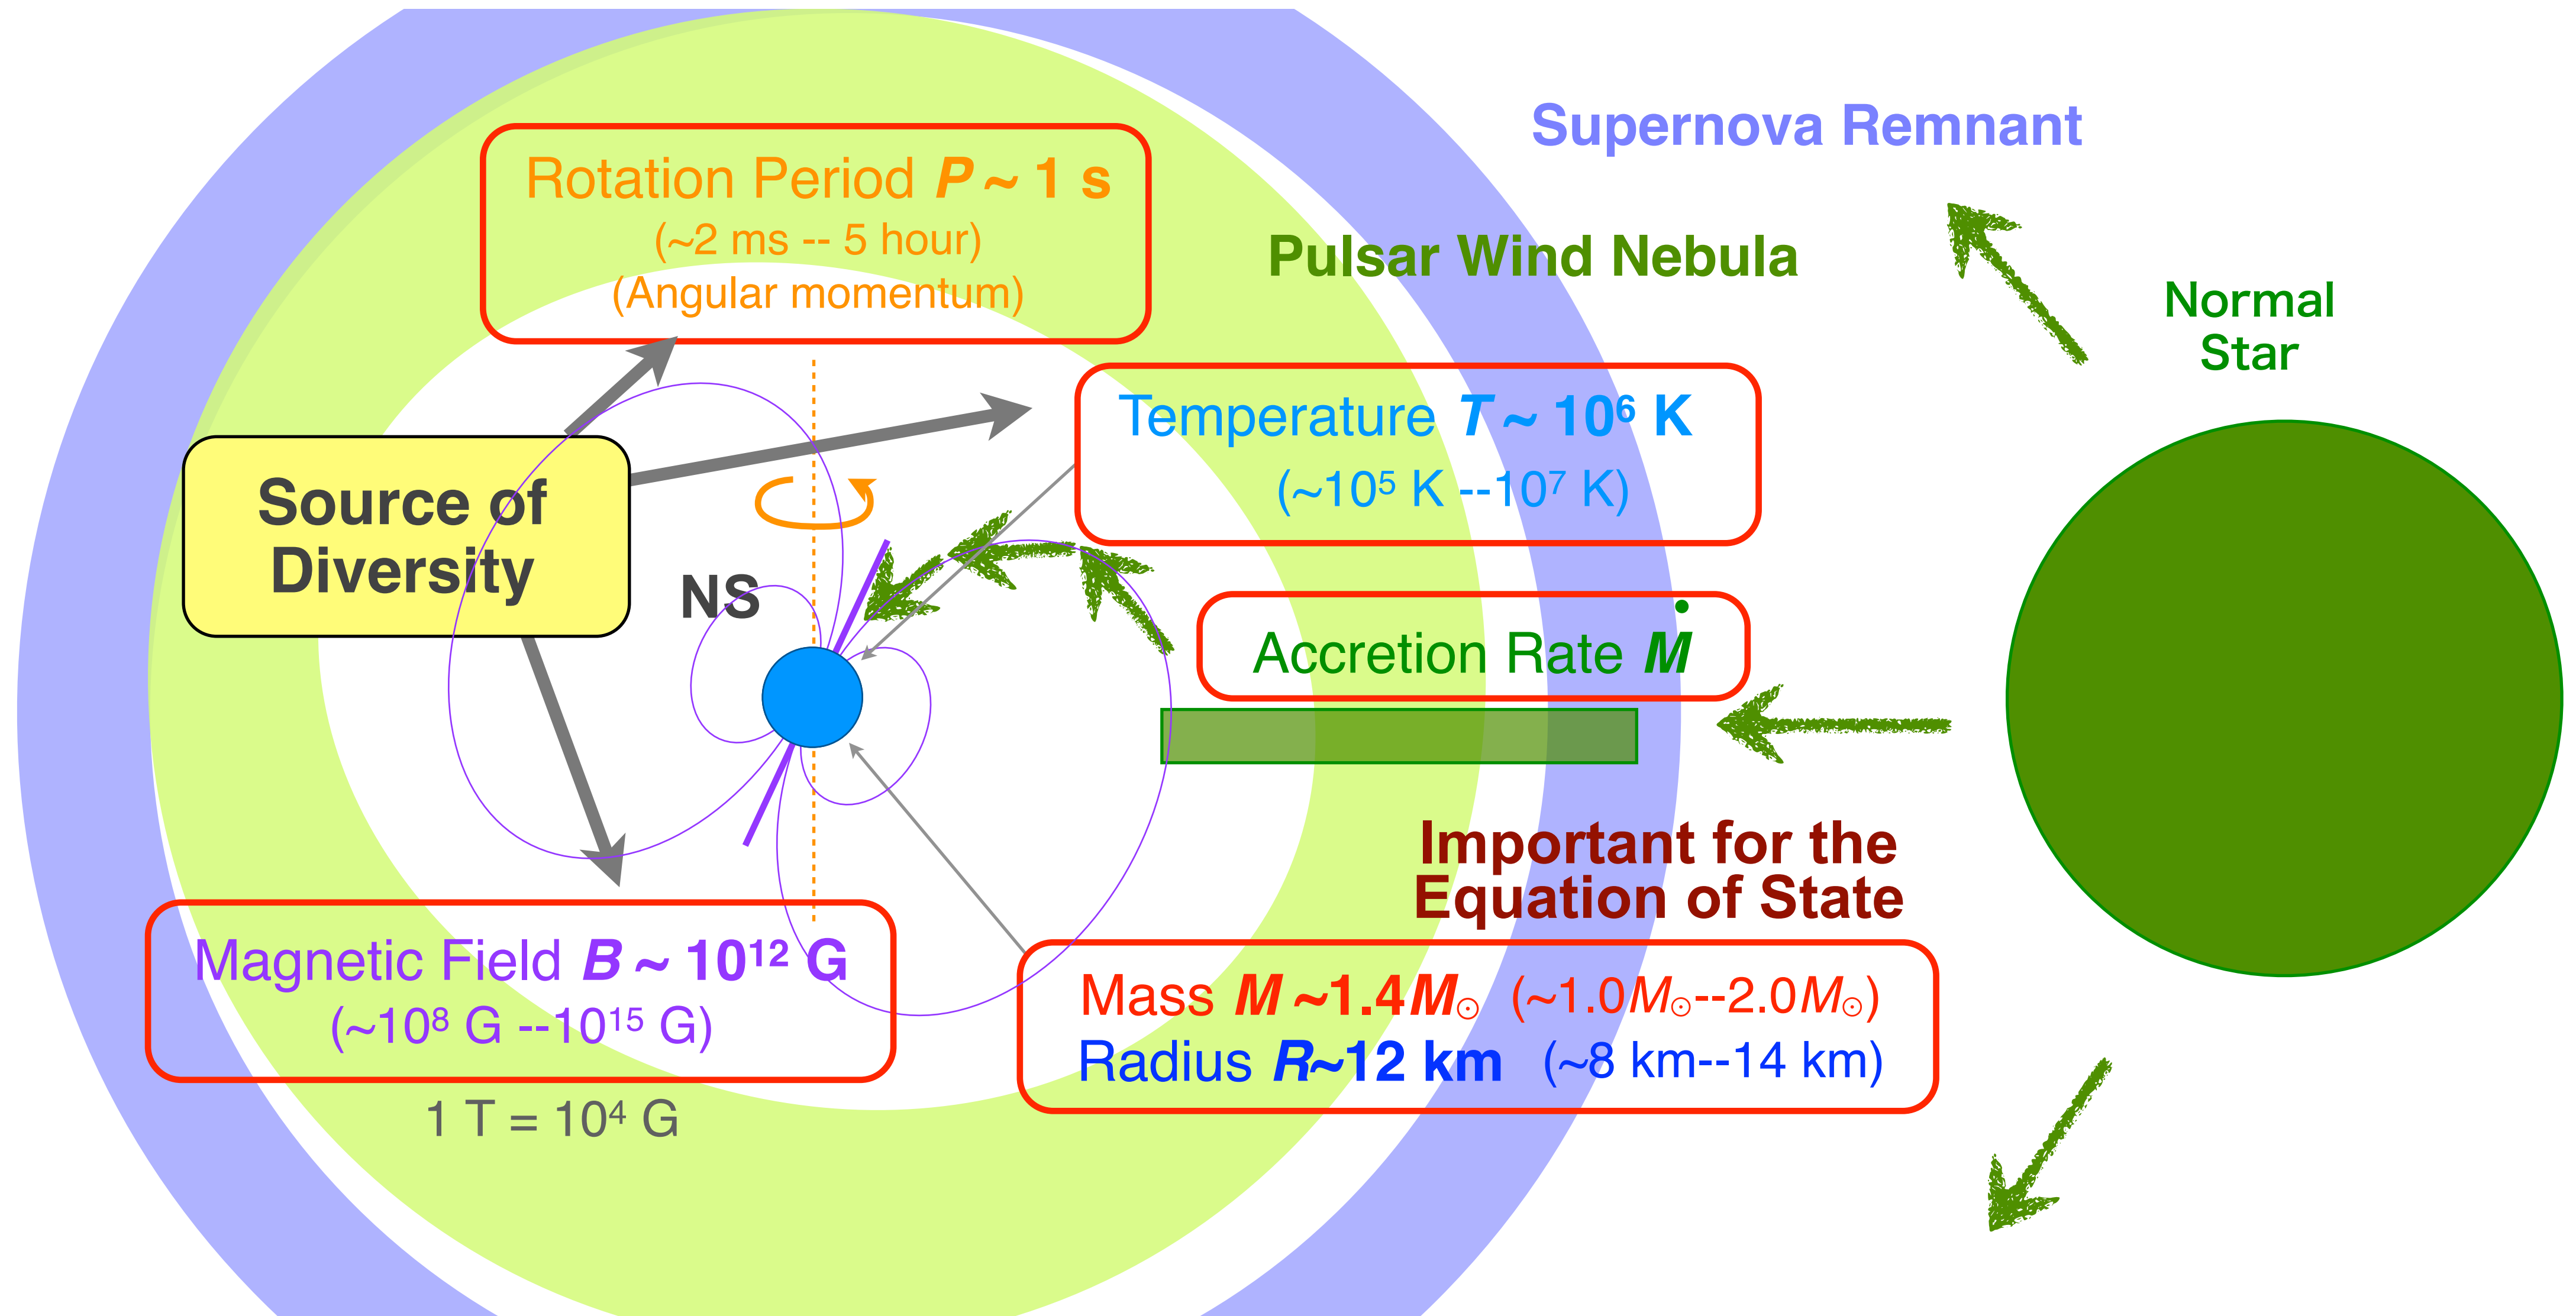 Supernova Remnant
Rotation Period P ~ 1 s
(~2 ms -- 5 hour)
(Angular momentum)
Pulsar Wind Nebula
Normal
Star
Temperature T ~ 10⁶ K
(~10⁵ K --10⁷ K)
Source of
Diversity
NS
Accretion Rate Ṁ
Important for the
Equation of State
Magnetic Field B ~ 10¹² G
(~10⁸ G --10¹⁵ G)
1 T = 10⁴ G
Mass M ~1.4M☉ (~1.0M☉--2.0M☉)
Radius R~12 km (~8 km--14 km)